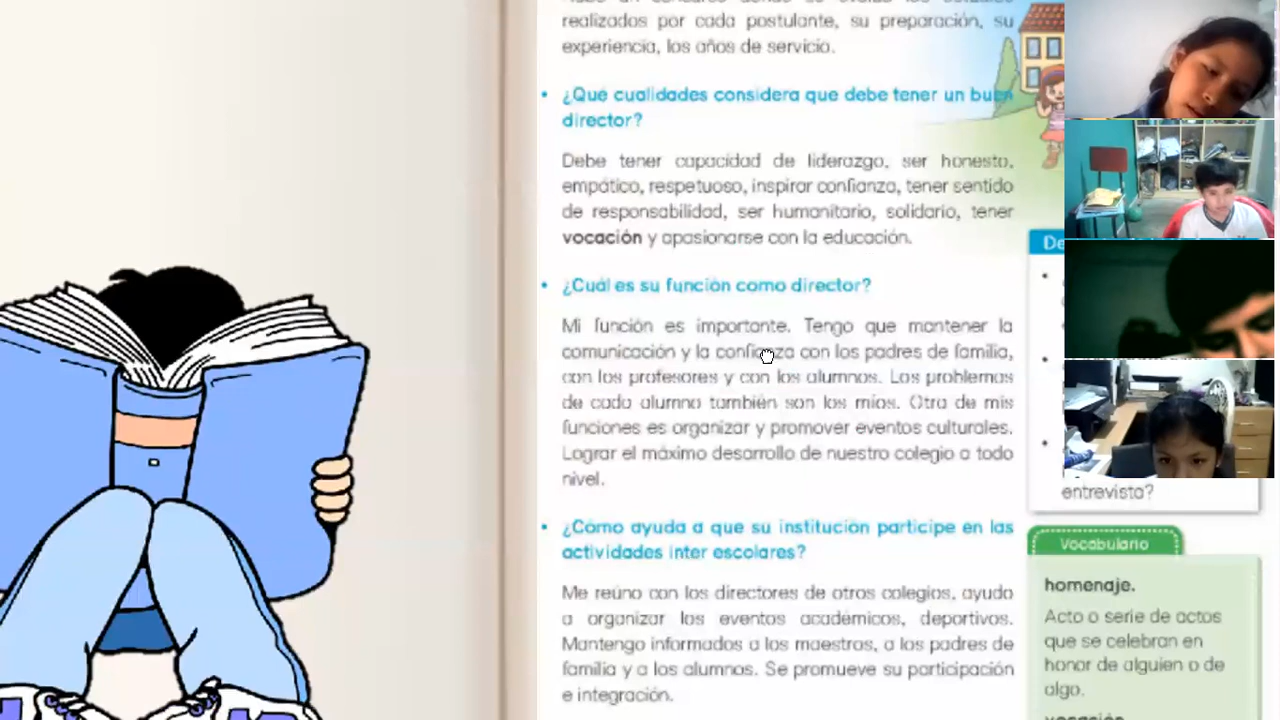 realizados por cada postulante, su preparación, su
experiencia, los años de servicio.
• ¿Qué cualidades considera que debe tener un buen
director?
Debe tener capacidad de liderazgo, ser honesto,
empático, respetuoso, inspirar confianza, tener sentido
de responsabilidad, ser humanitario, solidario, tener
vocación y apasionarse con la educación.
• ¿Cuál es su función como director?
Mi función es importante. Tengo que mantener la
comunicación y la confianza con los padres de familia,
con los profesores y con los alumnos. Los problemas
de cada alumno también son los míos. Otra de mis
funciones es organizar y promover eventos culturales.
Lograr el máximo desarrollo de nuestro colegio a todo
nivel.
• ¿Cómo ayuda a que su institución participe en las
actividades inter escolares?
Me reúno con los directores de otros colegios, ayudo
a organizar los eventos académicos, deportivos.
Mantengo informados a los maestros, a los padres de
familia y a los alumnos. Se promueve su participación
e integración.
De
entrevista?
Vocabulario
homenaje.
Acto o serie de actos
que se celebran en
honor de alguien o de
algo.
vocación